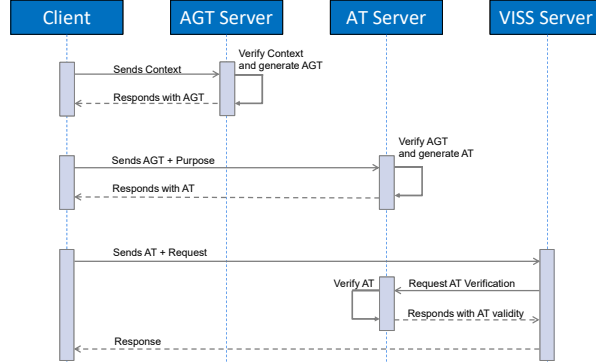 Client
AGT Server
AT Server
VISS Server
Verify Context
and generate AGT
Sends Context
Responds with AGT
Verify AGT
and generate AT
Sends AGT + Purpose
Responds with AT
Sends AT + Request
Verify AT
Request AT Verification
Responds with AT validity
Response